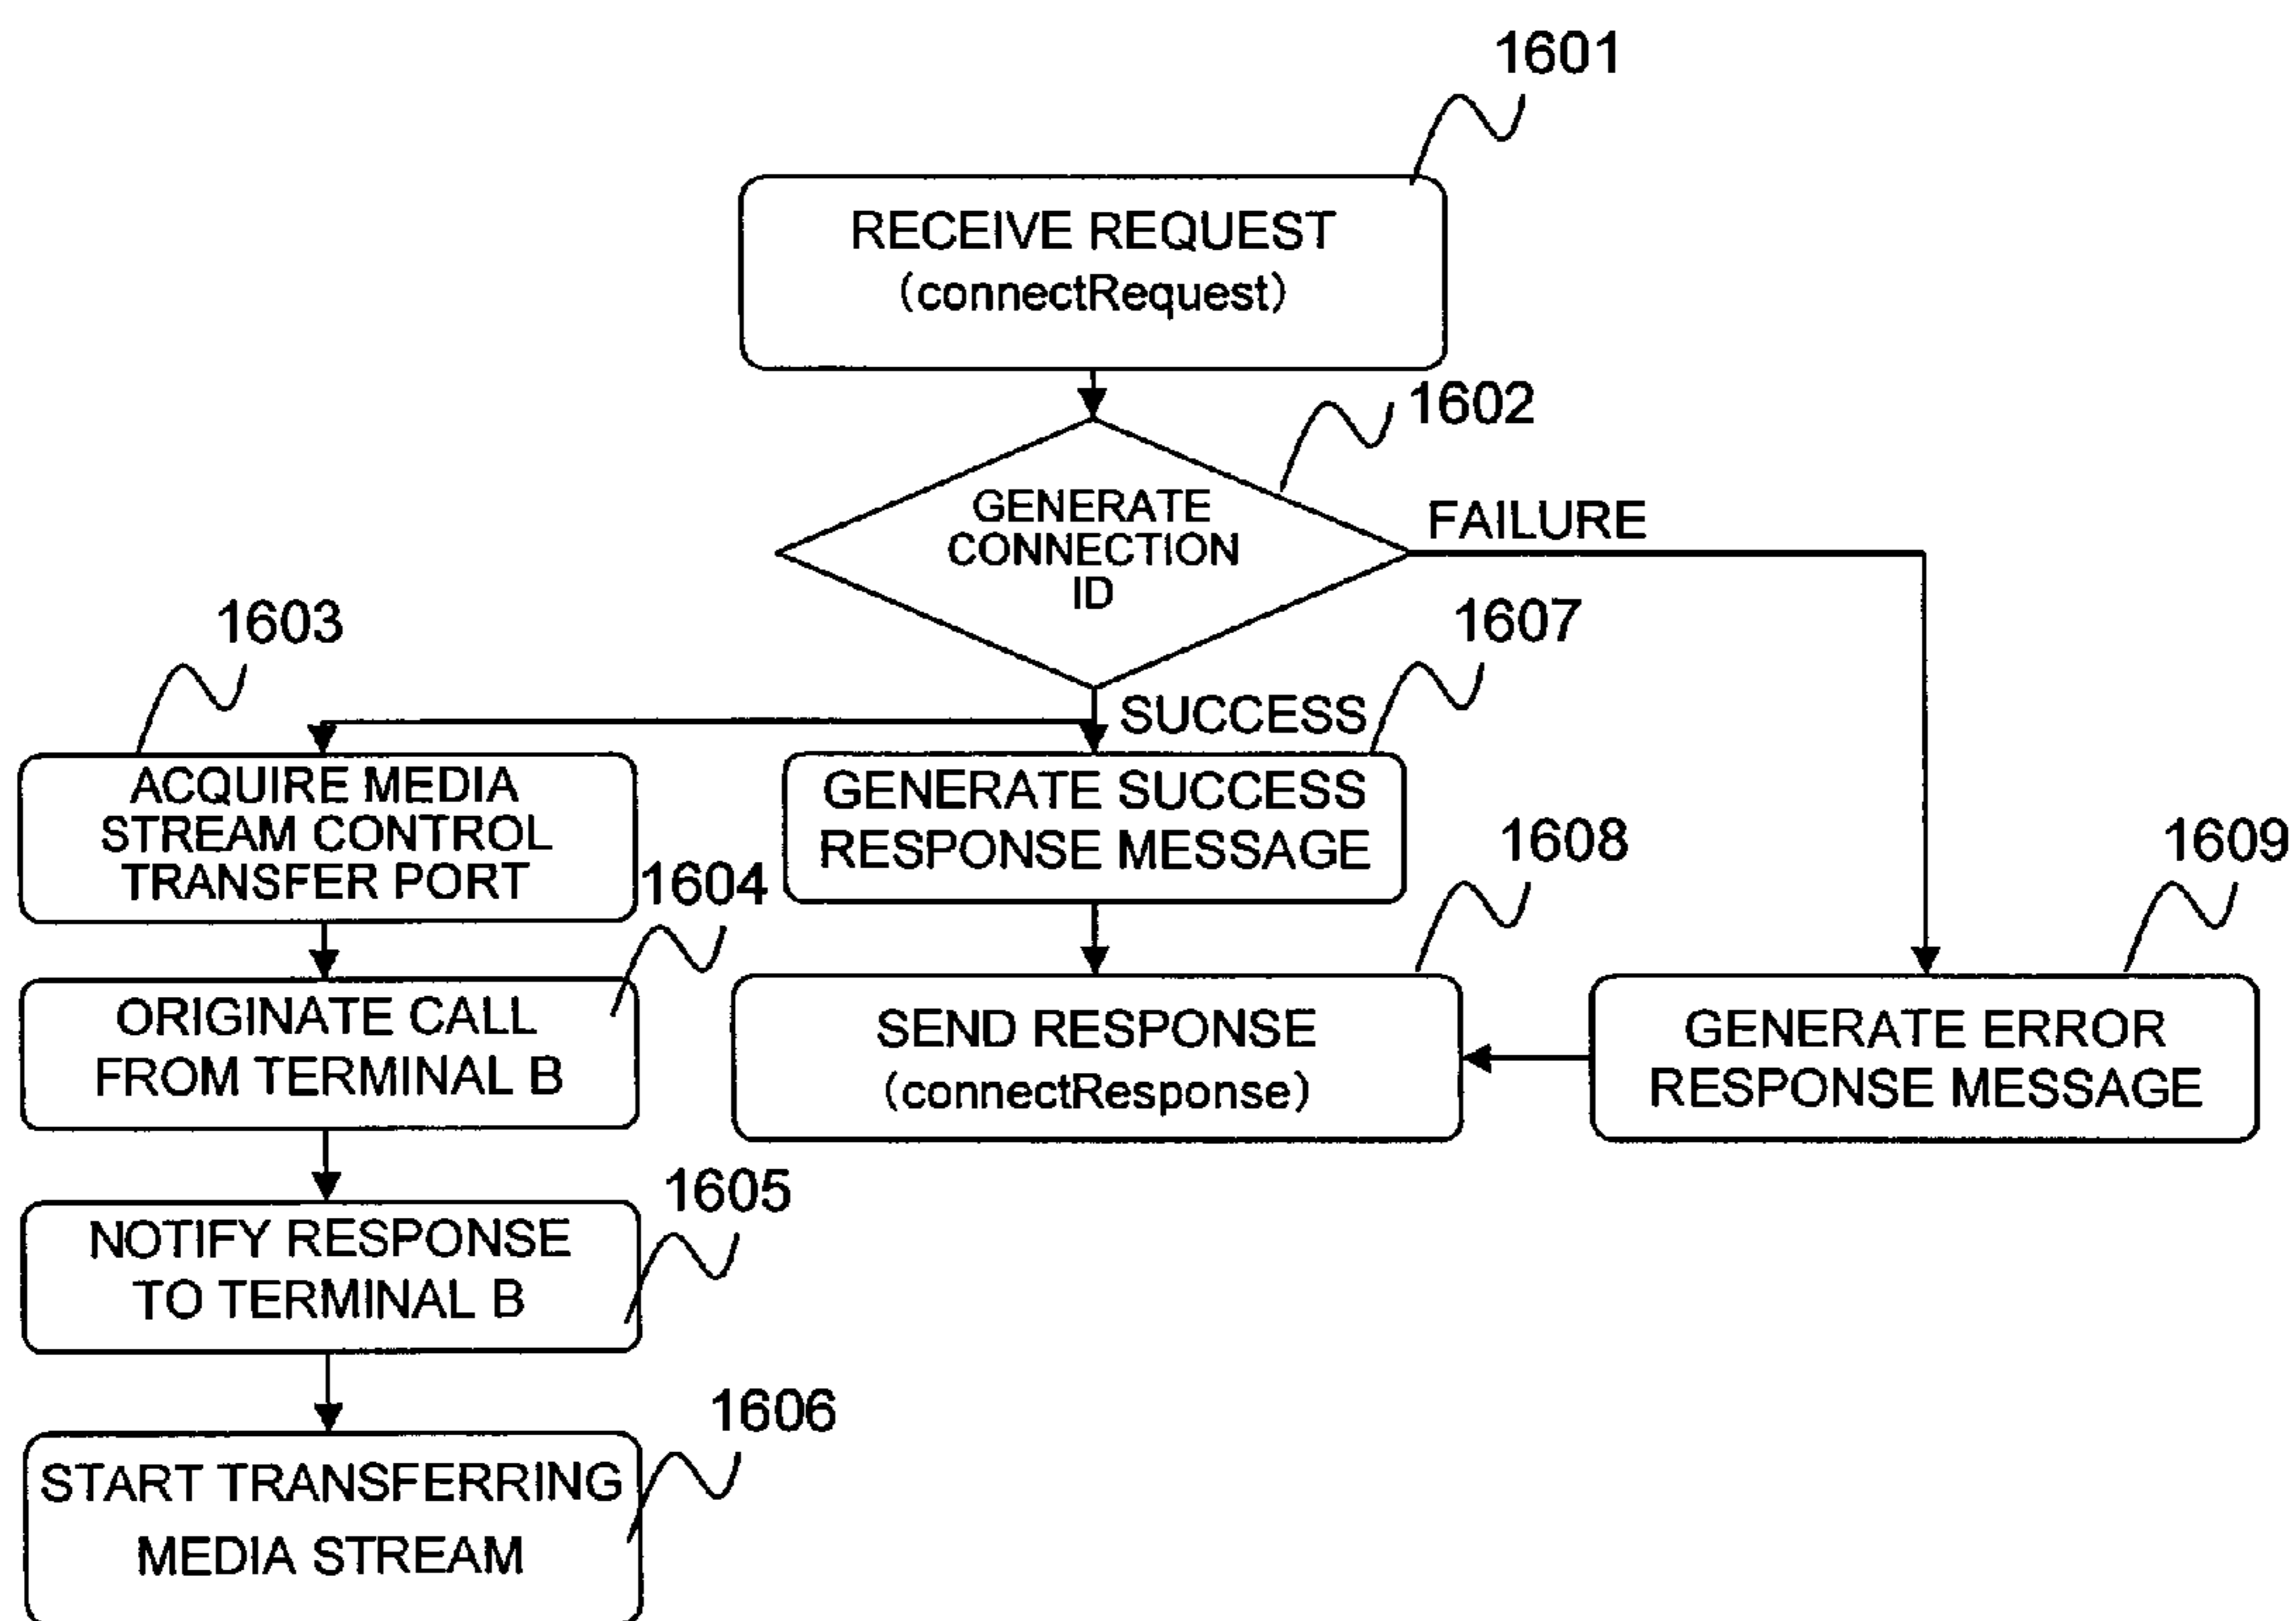 1601
RECEIVE REQUEST
(connectRequest)
1602
GENERATE
CONNECTION
ID
FAILURE
1603
1607
SUCCESS
ACQUIRE MEDIA
STREAM CONTROL
TRANSFER PORT
GENERATE SUCCESS
RESPONSE MESSAGE
1604
1608
1609
ORIGINATE CALL
FROM TERMINAL B
SEND RESPONSE
(connectResponse)
GENERATE ERROR
RESPONSE MESSAGE
1605
NOTIFY RESPONSE
TO TERMINAL B
1606
START TRANSFERRING
MEDIA STREAM